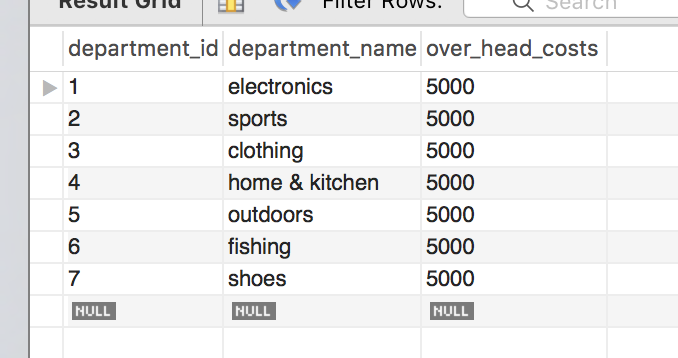 Result Grid Filter Rows: Search
department_id department_name over_head_costs
1 electronics 5000
2 sports 5000
3 clothing 5000
4 home & kitchen 5000
5 outdoors 5000
6 fishing 5000
7 shoes 5000
NULL NULL NULL